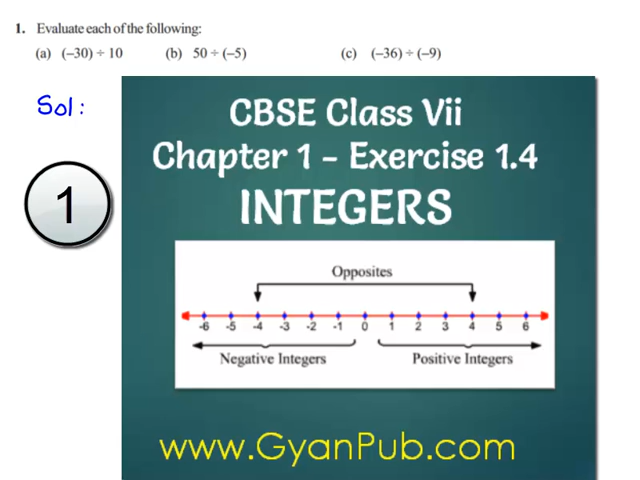 1. Evaluate each of the following:
(a) (–30) ÷ 10 (b) 50 ÷ (–5) (c) (–36) ÷ (–9)
Sol :
1
CBSE Class Vii
Chapter 1 - Exercise 1.4
INTEGERS
Opposites
-6 -5 -4 -3 -2 -1 0 1 2 3 4 5 6
Negative Integers Positive Integers
www.GyanPub.com